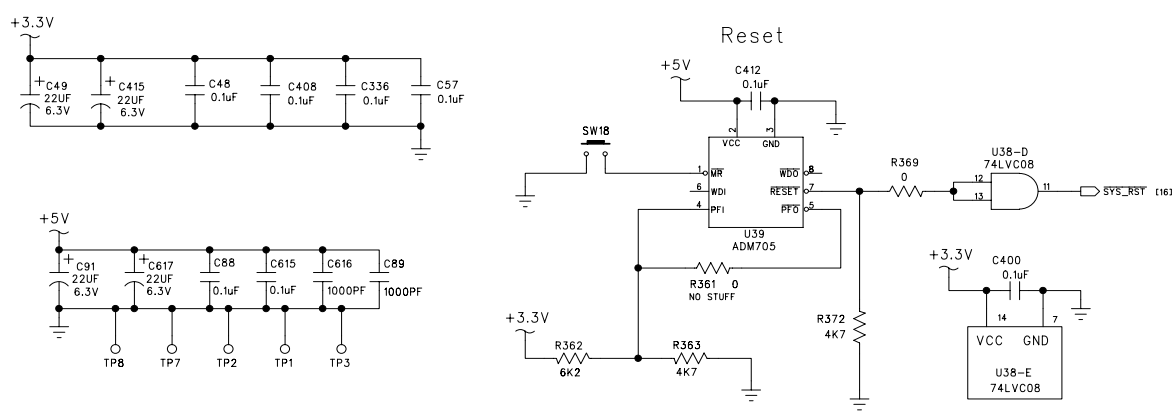 +3.3V
C49
22UF
6.3V
C415
22UF
6.3V
C48
0.1uF
C408
0.1uF
C336
0.1uF
C57
0.1uF
+5V
C91
22UF
6.3V
C617
22UF
6.3V
C88
0.1uF
C615
0.1uF
C616
1000PF
C89
1000PF
TP8
TP7
TP2
TP1
TP3
Reset
+5V
C412
0.1uF
SW18
2
3
VCC
GND
1
MR
6
WDI
4
PFI
WDO
8
RESET
7
PFO
5
U39
ADM705
R361
0
NO STUFF
+3.3V
R362
6K2
R363
4K7
R372
4K7
R369
0
U38-D
74LVC08
12
13
11
SYS_RST [16]
+3.3V
C400
0.1uF
14
7
VCC
GND
U38-E
74LVC08